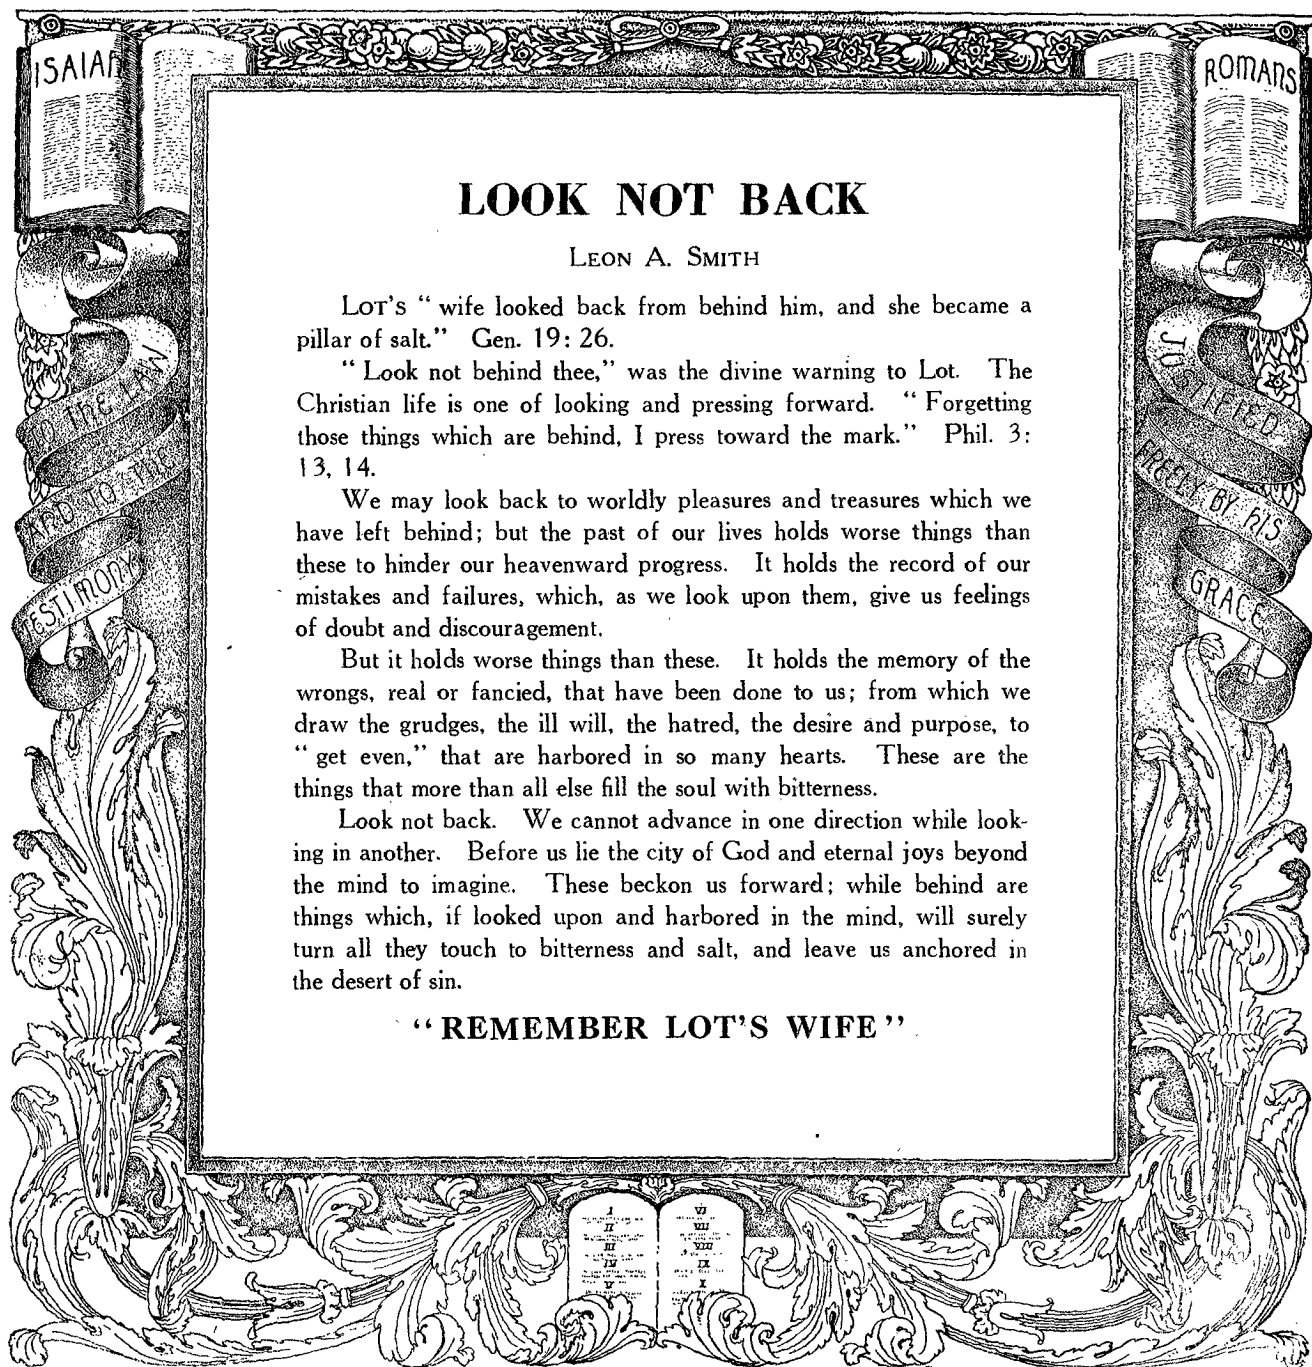 ISAIAH
ROMANS
LOOK NOT BACK
LEON A. SMITH
LOT'S " wife looked back from behind him, and she became a
pillar of salt." Gen. 19: 26.
" Look not behind thee," was the divine warning to Lot. The
Christian life is one of looking and pressing forward. " Forgetting
those things which are behind, I press toward the mark." Phil. 3:
13, 14.
We may look back to worldly pleasures and treasures which we
have left behind; but the past of our lives holds worse things than
these to hinder our heavenward progress. It holds the record of our
mistakes and failures, which, as we look upon them, give us feelings
of doubt and discouragement.
But it holds worse things than these. It holds the memory of the
wrongs, real or fancied, that have been done to us; from which we
draw the grudges, the ill will, the hatred, the desire and purpose, to
" get even," that are harbored in so many hearts. These are the
things that more than all else fill the soul with bitterness.
Look not back. We cannot advance in one direction while look-
ing in another. Before us lie the city of God and eternal joys beyond
the mind to imagine. These beckon us forward; while behind are
things which, if looked upon and harbored in the mind, will surely
turn all they touch to bitterness and salt, and leave us anchored in
the desert of sin.
"REMEMBER LOT'S WIFE"
TO THE LAW
AND TO THE
TESTIMONY
JUSTIFIED
FREELY BY HIS
GRACE
I
II
III
IV
V
VI
VII
VIII
IX
X